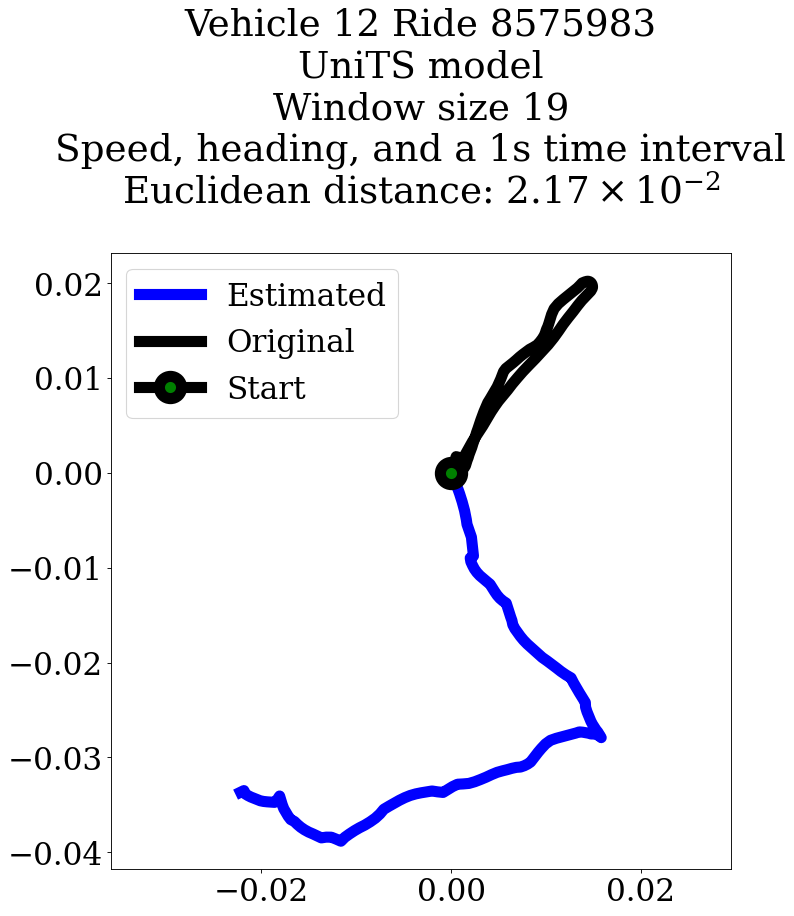 Vehicle 12 Ride 8575983
UniTS model
Window size 19
Speed, heading, and a 1s time interval
Euclidean distance: 2.17 × 10⁻²
Estimated
Original
Start
0.02
0.01
0.00
−0.01
−0.02
−0.03
−0.04
−0.02 0.00 0.02